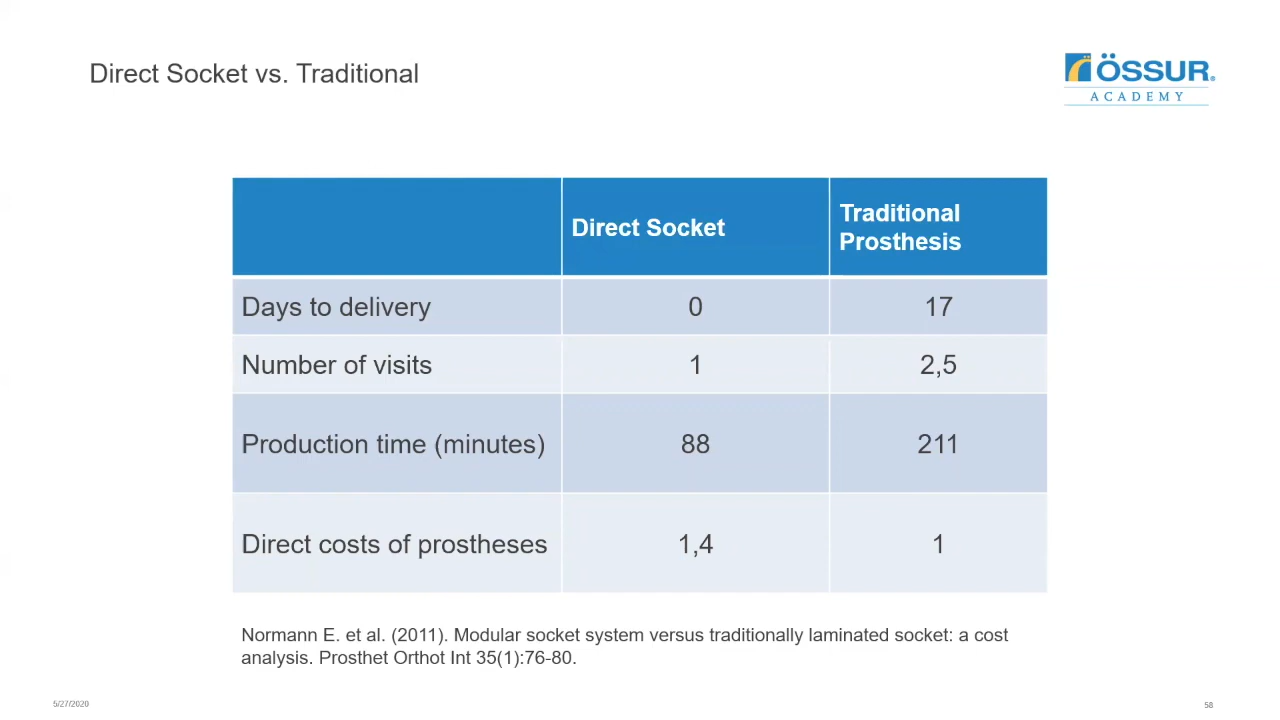 Direct Socket vs. Traditional
ÖSSUR®
ACADEMY
Direct Socket
Traditional
Prosthesis
Days to delivery 0 17
Number of visits 1 2,5
Production time (minutes) 88 211
Direct costs of prostheses 1,4 1
Normann E. et al. (2011). Modular socket system versus traditionally laminated socket: a cost
analysis. Prosthet Orthot Int 35(1):76-80.
5/27/2020
58